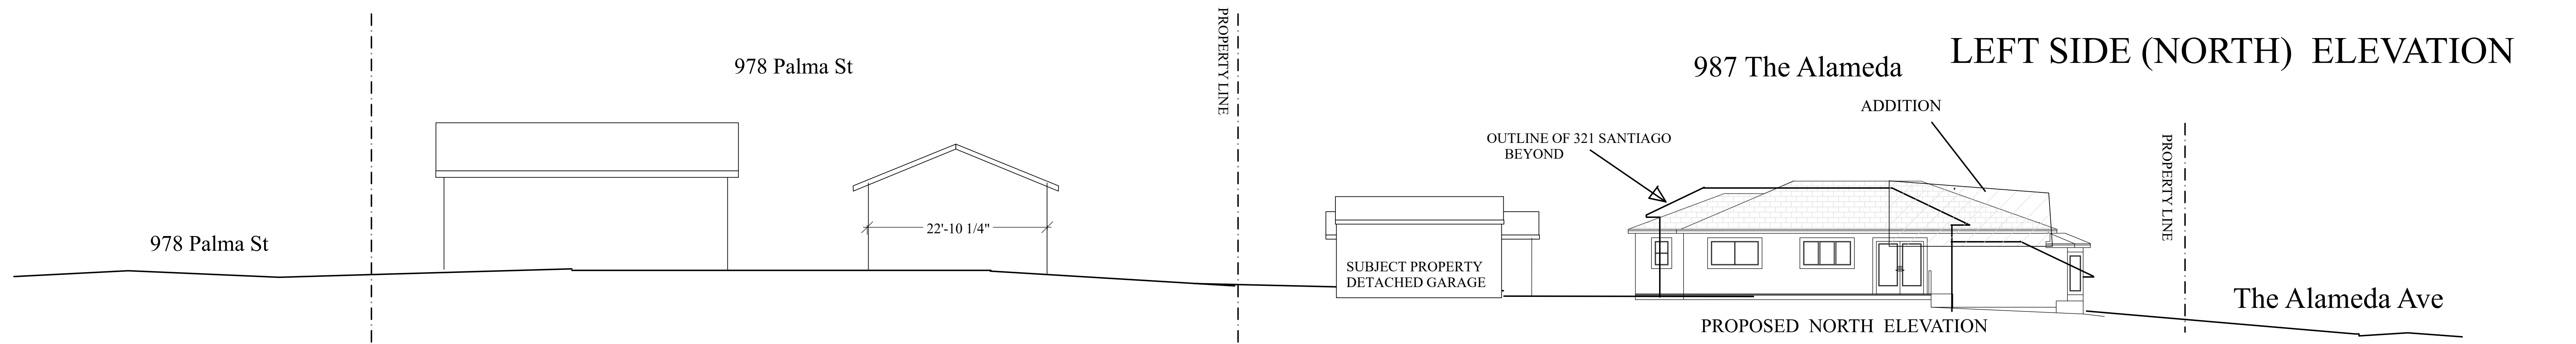 PROPERTY LINE
LEFT SIDE (NORTH) ELEVATION
978 Palma St
987 The Alameda
ADDITION
OUTLINE OF 321 SANTIAGO
BEYOND
PROPERTY LINE
22'-10 1/4"
978 Palma St
SUBJECT PROPERTY
DETACHED GARAGE
The Alameda Ave
PROPOSED NORTH ELEVATION